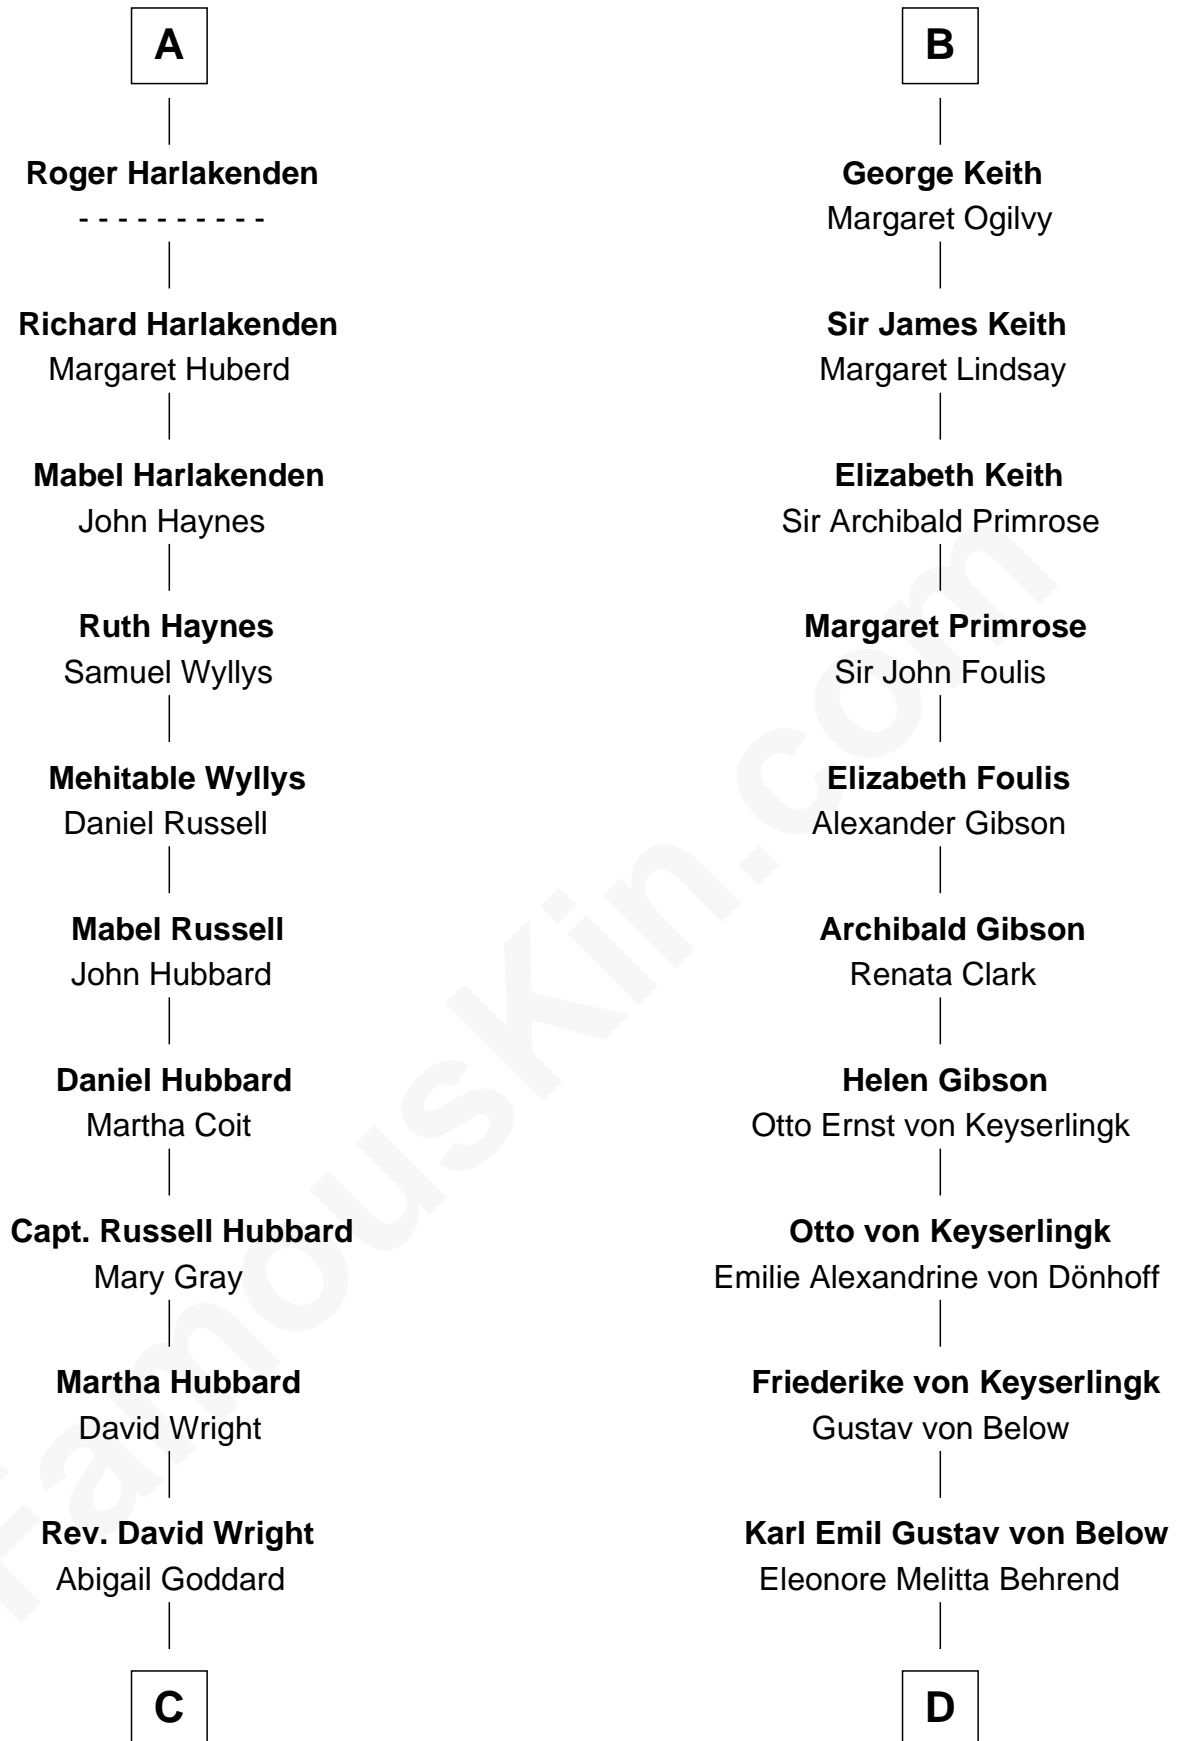 A
Roger Harlakenden
- - - - - - - - - -
Richard Harlakenden
Margaret Huberd
Mabel Harlakenden
John Haynes
Ruth Haynes
Samuel Wyllys
Mehitable Wyllys
Daniel Russell
Mabel Russell
John Hubbard
Daniel Hubbard
Martha Coit
Capt. Russell Hubbard
Mary Gray
Martha Hubbard
David Wright
Rev. David Wright
Abigail Goddard
C
B
George Keith
Margaret Ogilvy
Sir James Keith
Margaret Lindsay
Elizabeth Keith
Sir Archibald Primrose
Margaret Primrose
Sir John Foulis
Elizabeth Foulis
Alexander Gibson
Archibald Gibson
Renata Clark
Helen Gibson
Otto Ernst von Keyserlingk
Otto von Keyserlingk
Emilie Alexandrine von Dönhoff
Friederike von Keyserlingk
Gustav von Below
Karl Emil Gustav von Below
Eleonore Melitta Behrend
D
FamousKin.com